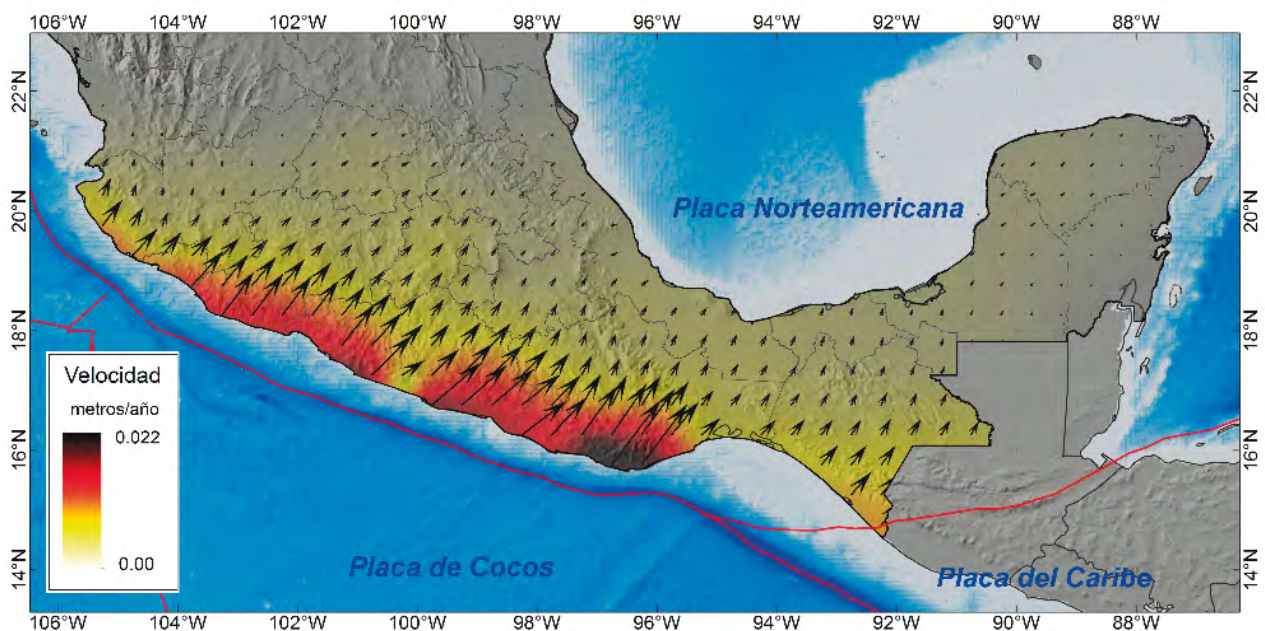 106°W 104°W 102°W 100°W 98°W 96°W 94°W 92°W 90°W 88°W
22°N
20°N
18°N
16°N
14°N
22°N
20°N
18°N
16°N
14°N
Placa Norteamericana
Velocidad
metros/año
0.022
0.00
Placa de Cocos
Placa del Caribe
106°W 104°W 102°W 100°W 98°W 96°W 94°W 92°W 90°W 88°W